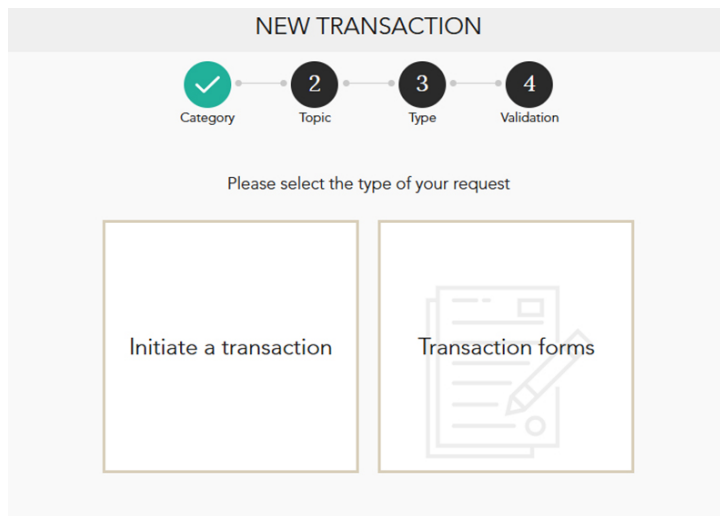 NEW TRANSACTION
2 3 4
Category Topic Type Validation
Please select the type of your request
Initiate a transaction Transaction forms